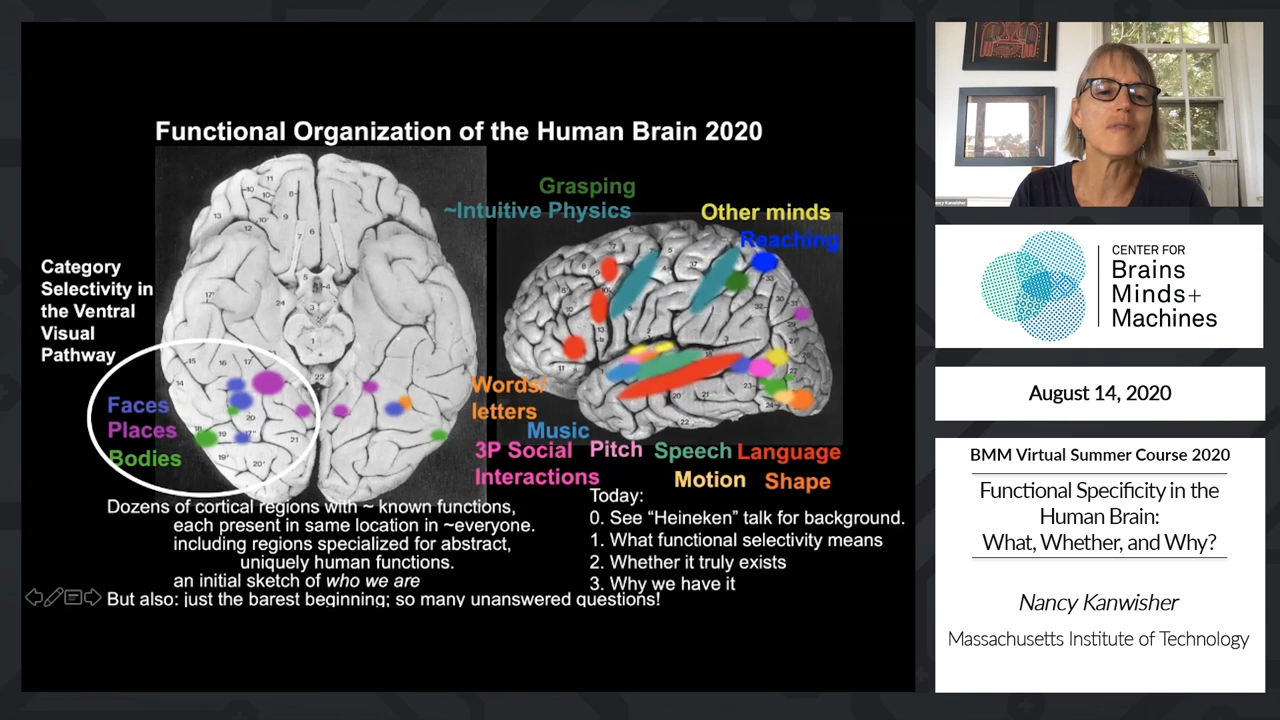 Functional Organization of the Human Brain 2020
Category
Selectivity in
the Ventral
Visual
Pathway
Faces
Places
Bodies
Grasping
~Intuitive Physics
Other minds
Reaching
Words/
letters
Music
3P Social
Interactions
Pitch
Speech
Language
Motion
Shape
Dozens of cortical regions with ~ known functions,
each present in same location in ~everyone.
including regions specialized for abstract,
uniquely human functions.
an initial sketch of who we are
But also: just the barest beginning; so many unanswered questions!
Today:
0. See “Heineken” talk for background.
1. What functional selectivity means
2. Whether it truly exists
3. Why we have it
Kanwisher
CENTER FOR
Brains
Minds+
Machines
August 14, 2020
BMM Virtual Summer Course 2020
Functional Specificity in the
Human Brain:
What, Whether, and Why?
Nancy Kanwisher
Massachusetts Institute of Technology